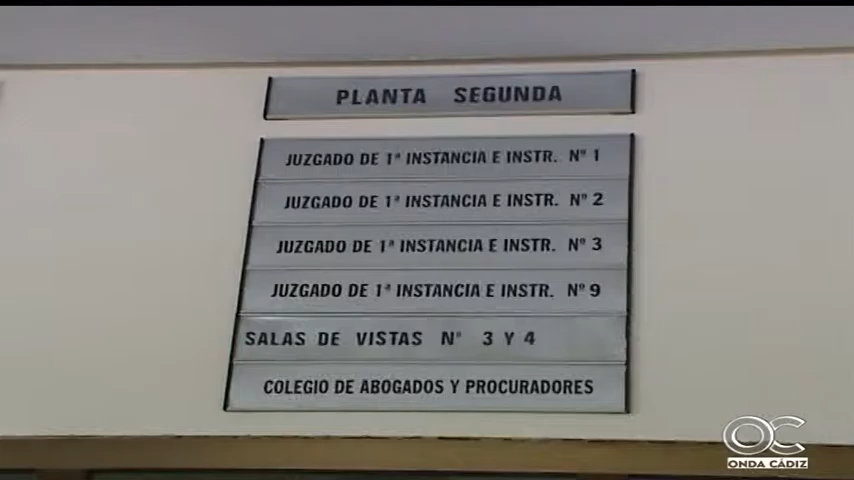 PLANTA SEGUNDA
JUZGADO DE 1ª INSTANCIA E INSTR. Nº 1
JUZGADO DE 1ª INSTANCIA E INSTR. Nº 2
JUZGADO DE 1ª INSTANCIA E INSTR. Nº 3
JUZGADO DE 1ª INSTANCIA E INSTR. Nº 9
SALAS DE VISTAS Nº 3 Y 4
COLEGIO DE ABOGADOS Y PROCURADORES
OC
ONDA CÁDIZ